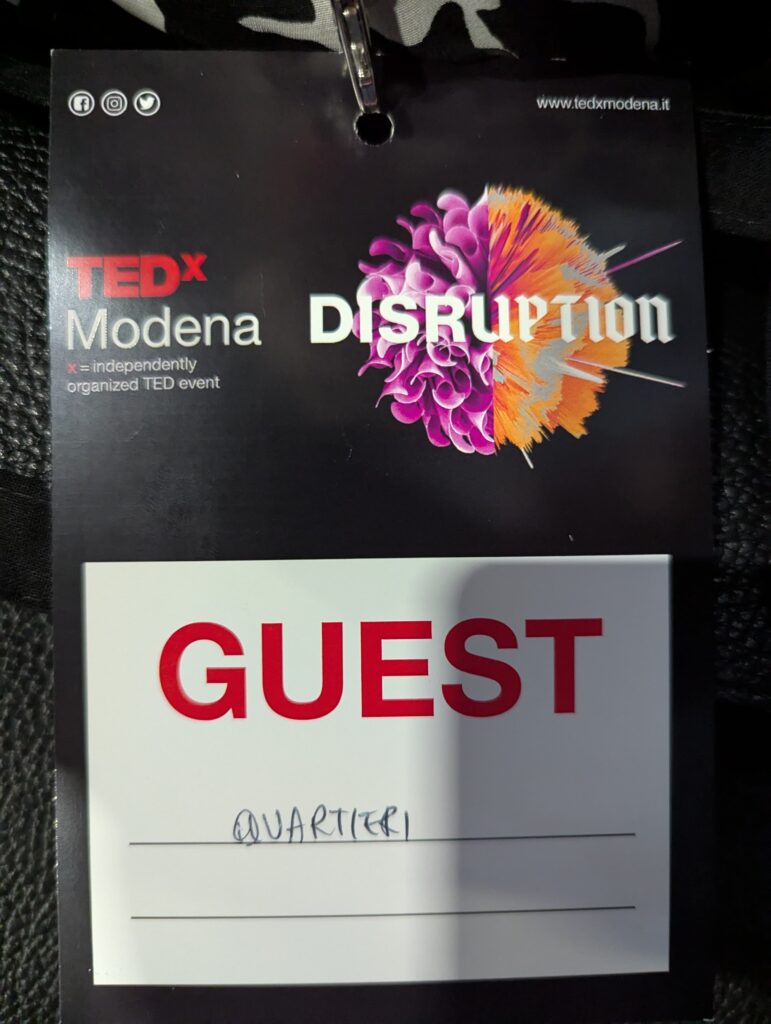 www.tedxmodena.it
TEDx
Modena
x = independently
organized TED event
DISRUPTION
GUEST
QUARTIERI